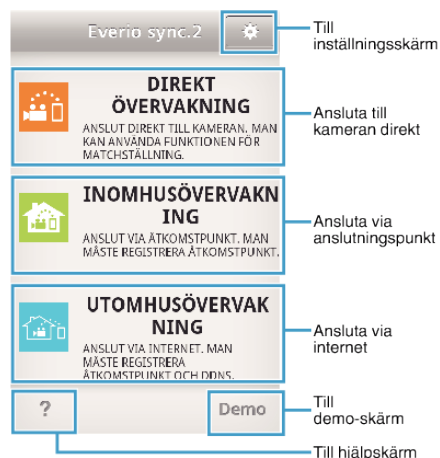 Everio sync.2
Till
inställningsskärm
DIREKT
ÖVERVAKNING
ANSLUT DIREKT TILL KAMERAN. MAN
KAN ANVÄNDA FUNKTIONEN FÖR
MATCHSTÄLLNING.
Ansluta till
kameran direkt
INOMHUSÖVERVAKN
ING
ANSLUT VIA ÅTKOMSTPUNKT. MAN
MÅSTE REGISTRERA ÅTKOMSTPUNKT.
Ansluta via
anslutningspunkt
UTOMHUSÖVERVAK
NING
ANSLUT VIA INTERNET. MAN
MÅSTE REGISTRERA
ÅTKOMSTPUNKT OCH DDNS.
Ansluta via
internet
?
Demo
Till
demo-skärm
Till hjälpskärm